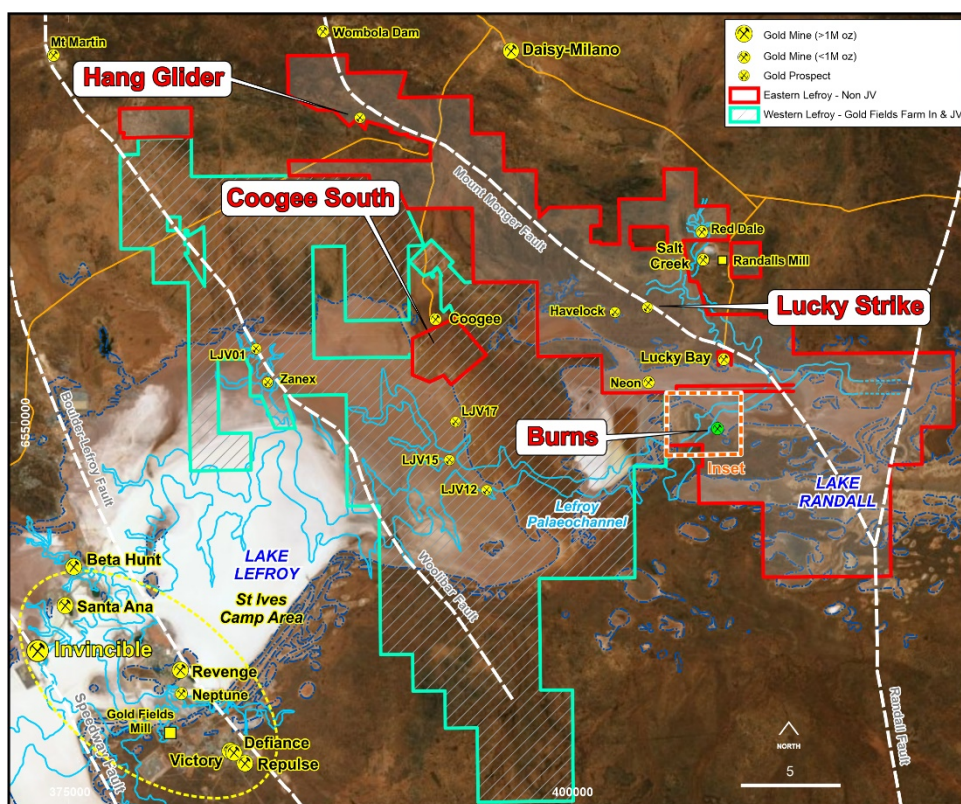 Mt Martin
Wombola Dam
Daisy-Milano
Hang Glider
Gold Mine (>1M oz)
Gold Mine (<1M oz)
Gold Prospect
Eastern Lefroy - Non JV
Western Lefroy - Gold Fields Farm In & JV
Coogee South
Mount Monger Fault
Red Dale
Salt
Creek
Randalls Mill
Havelock
Lucky Strike
Coogee
LJV01
Zanex
Lucky Bay
Neon
LJV17
Burns
Inset
LJV15
LJV12
Lefroy
Palaeochannel
LAKE
RANDALL
6550000
Boulder-Lefroy Fault
Beta Hunt
LAKE
LEFROY
Santa Ana
St Ives
Camp Area
Woolibar Fault
Invincible
Revenge
Neptune
Gold Fields
Mill
Speedway Fault
Defiance
Victory
Repulse
Randall Fault
NORTH
5
375000
400000